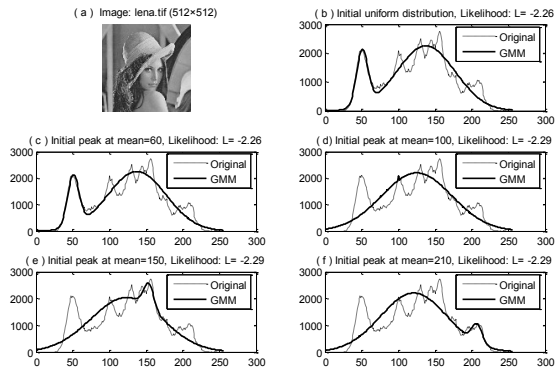 ( a ) Image: lena.tif (512×512)
( b ) Initial uniform distribution, Likelihood: L= -2.26
3000
2000
1000
0
0 50 100 150 200 250 300
Original
GMM
( c ) Initial peak at mean=60, Likelihood: L= -2.26
3000
2000
1000
0
0 50 100 150 200 250 300
Original
GMM
( d ) Initial peak at mean=100, Likelihood: L= -2.29
3000
2000
1000
0
0 50 100 150 200 250 300
Original
GMM
( e ) Initial peak at mean=150, Likelihood: L= -2.29
3000
2000
1000
0
0 50 100 150 200 250 300
Original
GMM
( f ) Initial peak at mean=210, Likelihood: L= -2.29
3000
2000
1000
0
0 50 100 150 200 250 300
Original
GMM